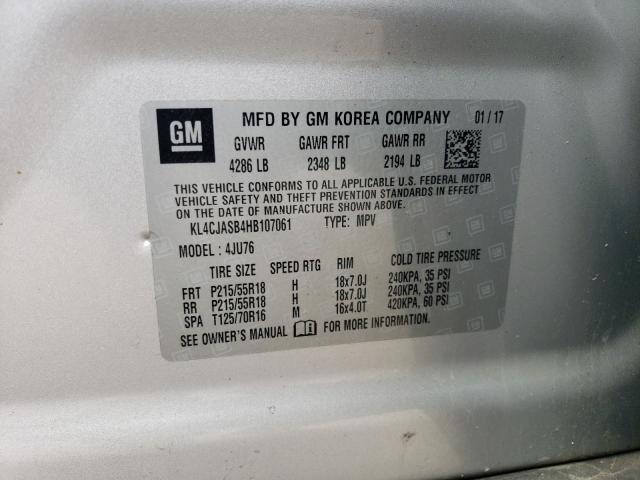 GM
MFD BY GM KOREA COMPANY 01/17
GVWR GAWR FRT GAWR RR
4286 LB 2348 LB 2194 LB
THIS VEHICLE CONFORMS TO ALL APPLICABLE U.S. FEDERAL MOTOR
VEHICLE SAFETY AND THEFT PREVENTION STANDARDS IN EFFECT
ON THE DATE OF MANUFACTURE SHOWN ABOVE.
KL4CJASB4HB107061 TYPE: MPV
MODEL: 4JU76
TIRE SIZE SPEED RTG RIM COLD TIRE PRESSURE
FRT P215/55R18 H 18x7.0J 240KPA, 35 PSI
RR P215/55R18 H 18x7.0J 240KPA, 35 PSI
SPA T125/70R16 M 16x4.0T 420KPA, 60 PSI
SEE OWNER'S MANUAL FOR MORE INFORMATION.